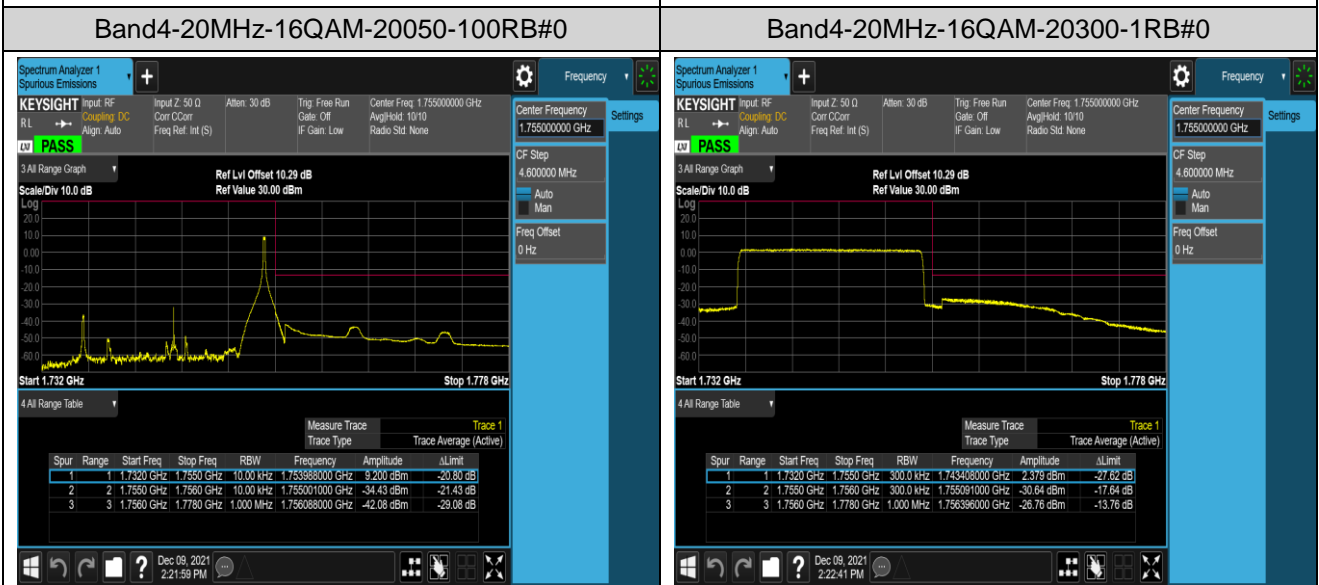 Band4-20MHz-16QAM-20050-100RB#0
Spectrum Analyzer 1
Spurious Emissions
Frequency
KEYSIGHT Input: RF Input Z: 50 Ω Atten: 30 dB Trig: Free Run Center Freq: 1.755000000 GHz
RL Coupling: DC Corr CCorr Gate: Off Avg|Hold: 10/10
Align: Auto Freq Ref: Int (S) IF Gain: Low Radio Std: None
LXI PASS
Center Frequency
1.755000000 GHz
Settings
CF Step
4.600000 MHz
Auto
Man
Freq Offset
0 Hz
3 All Range Graph
Ref Lvl Offset 10.29 dB
Scale/Div 10.0 dB Ref Value 30.00 dBm
Log
20.0
10.0
0.00
-10.0
-20.0
-30.0
-40.0
-50.0
-60.0
Start 1.732 GHz Stop 1.778 GHz
4 All Range Table
Measure Trace Trace 1
Trace Type Trace Average (Active)
Spur Range Start Freq Stop Freq RBW Frequency Amplitude ΔLimit
1 1 1.7320 GHz 1.7550 GHz 10.00 kHz 1.753988000 GHz 9.200 dBm -20.80 dB
2 2 1.7550 GHz 1.7560 GHz 10.00 kHz 1.755001000 GHz -34.43 dBm -21.43 dB
3 3 1.7560 GHz 1.7780 GHz 1.000 MHz 1.756088000 GHz -42.08 dBm -29.08 dB
Dec 09, 2021
2:21:59 PM
Band4-20MHz-16QAM-20300-1RB#0
Spectrum Analyzer 1
Spurious Emissions
Frequency
KEYSIGHT Input: RF Input Z: 50 Ω Atten: 30 dB Trig: Free Run Center Freq: 1.755000000 GHz
RL Coupling: DC Corr CCorr Gate: Off Avg|Hold: 10/10
Align: Auto Freq Ref: Int (S) IF Gain: Low Radio Std: None
LXI PASS
Center Frequency
1.755000000 GHz
Settings
CF Step
4.600000 MHz
Auto
Man
Freq Offset
0 Hz
3 All Range Graph
Ref Lvl Offset 10.29 dB
Scale/Div 10.0 dB Ref Value 30.00 dBm
Log
20.0
10.0
0.00
-10.0
-20.0
-30.0
-40.0
-50.0
-60.0
Start 1.732 GHz Stop 1.778 GHz
4 All Range Table
Measure Trace Trace 1
Trace Type Trace Average (Active)
Spur Range Start Freq Stop Freq RBW Frequency Amplitude ΔLimit
1 1 1.7320 GHz 1.7550 GHz 300.0 kHz 1.743408000 GHz 2.379 dBm -27.62 dB
2 2 1.7550 GHz 1.7560 GHz 300.0 kHz 1.755091000 GHz -30.64 dBm -17.64 dB
3 3 1.7560 GHz 1.7780 GHz 1.000 MHz 1.756396000 GHz -26.76 dBm -13.76 dB
Dec 09, 2021
2:22:41 PM